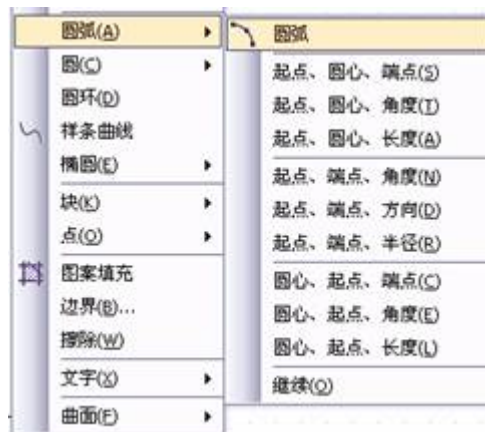 圆弧(A)
圆(C)
圆环(D)
样条曲线
椭圆(E)
块(K)
点(O)
图案填充
边界(B)...
擦除(W)
文字(X)
曲面(F)
圆弧
起点、圆心、端点(S)
起点、圆心、角度(T)
起点、圆心、长度(A)
起点、端点、角度(N)
起点、端点、方向(D)
起点、端点、半径(R)
圆心、起点、端点(C)
圆心、起点、角度(E)
圆心、起点、长度(L)
继续(O)